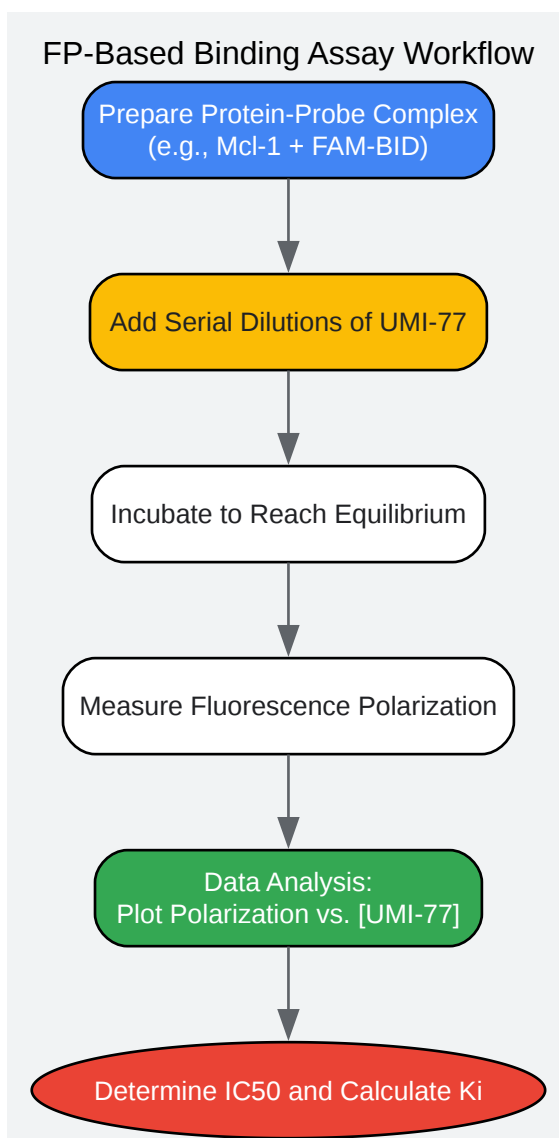 FP-Based Binding Assay Workflow
Prepare Protein-Probe Complex
(e.g., Mcl-1 + FAM-BID)
Add Serial Dilutions of UMI-77
Incubate to Reach Equilibrium
Measure Fluorescence Polarization
Data Analysis:
Plot Polarization vs. [UMI-77]
Determine IC50 and Calculate Ki